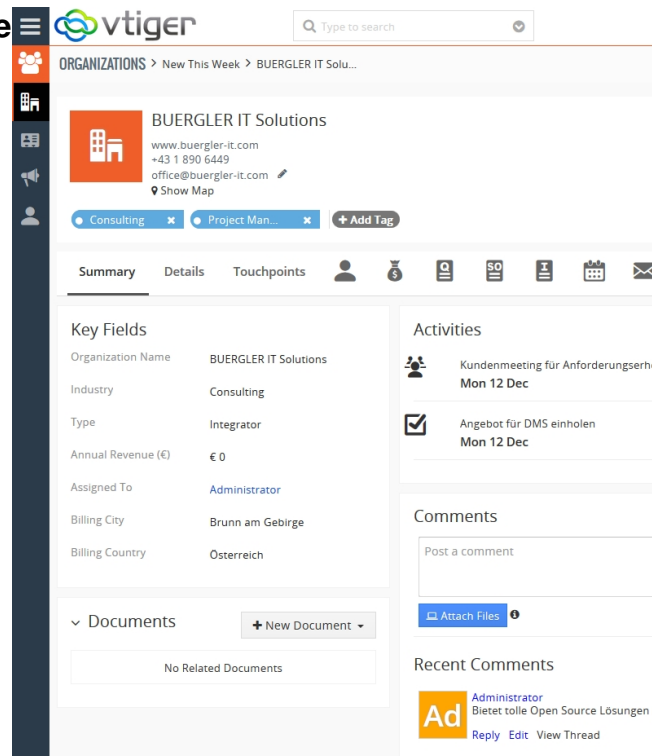 e
vtiger
Type to search
ORGANIZATIONS > New This Week > BUERGLER IT Solu...
BUERGLER IT Solutions
www.buergler-it.com
+43 1 890 6449
office@buergler-it.com
Show Map
Consulting × Project Man... × + Add Tag
Summary Details Touchpoints $ Q SO I
Key Fields
Organization Name BUERGLER IT Solutions
Industry Consulting
Type Integrator
Annual Revenue (€) € 0
Assigned To Administrator
Billing City Brunn am Gebirge
Billing Country Österreich
Documents + New Document
No Related Documents
Activities
Kundenmeeting für Anforderungserh
Mon 12 Dec
Angebot für DMS einholen
Mon 12 Dec
Comments
Post a comment
Attach Files i
Recent Comments
Ad
Administrator
Bietet tolle Open Source Lösungen
Reply Edit View Thread